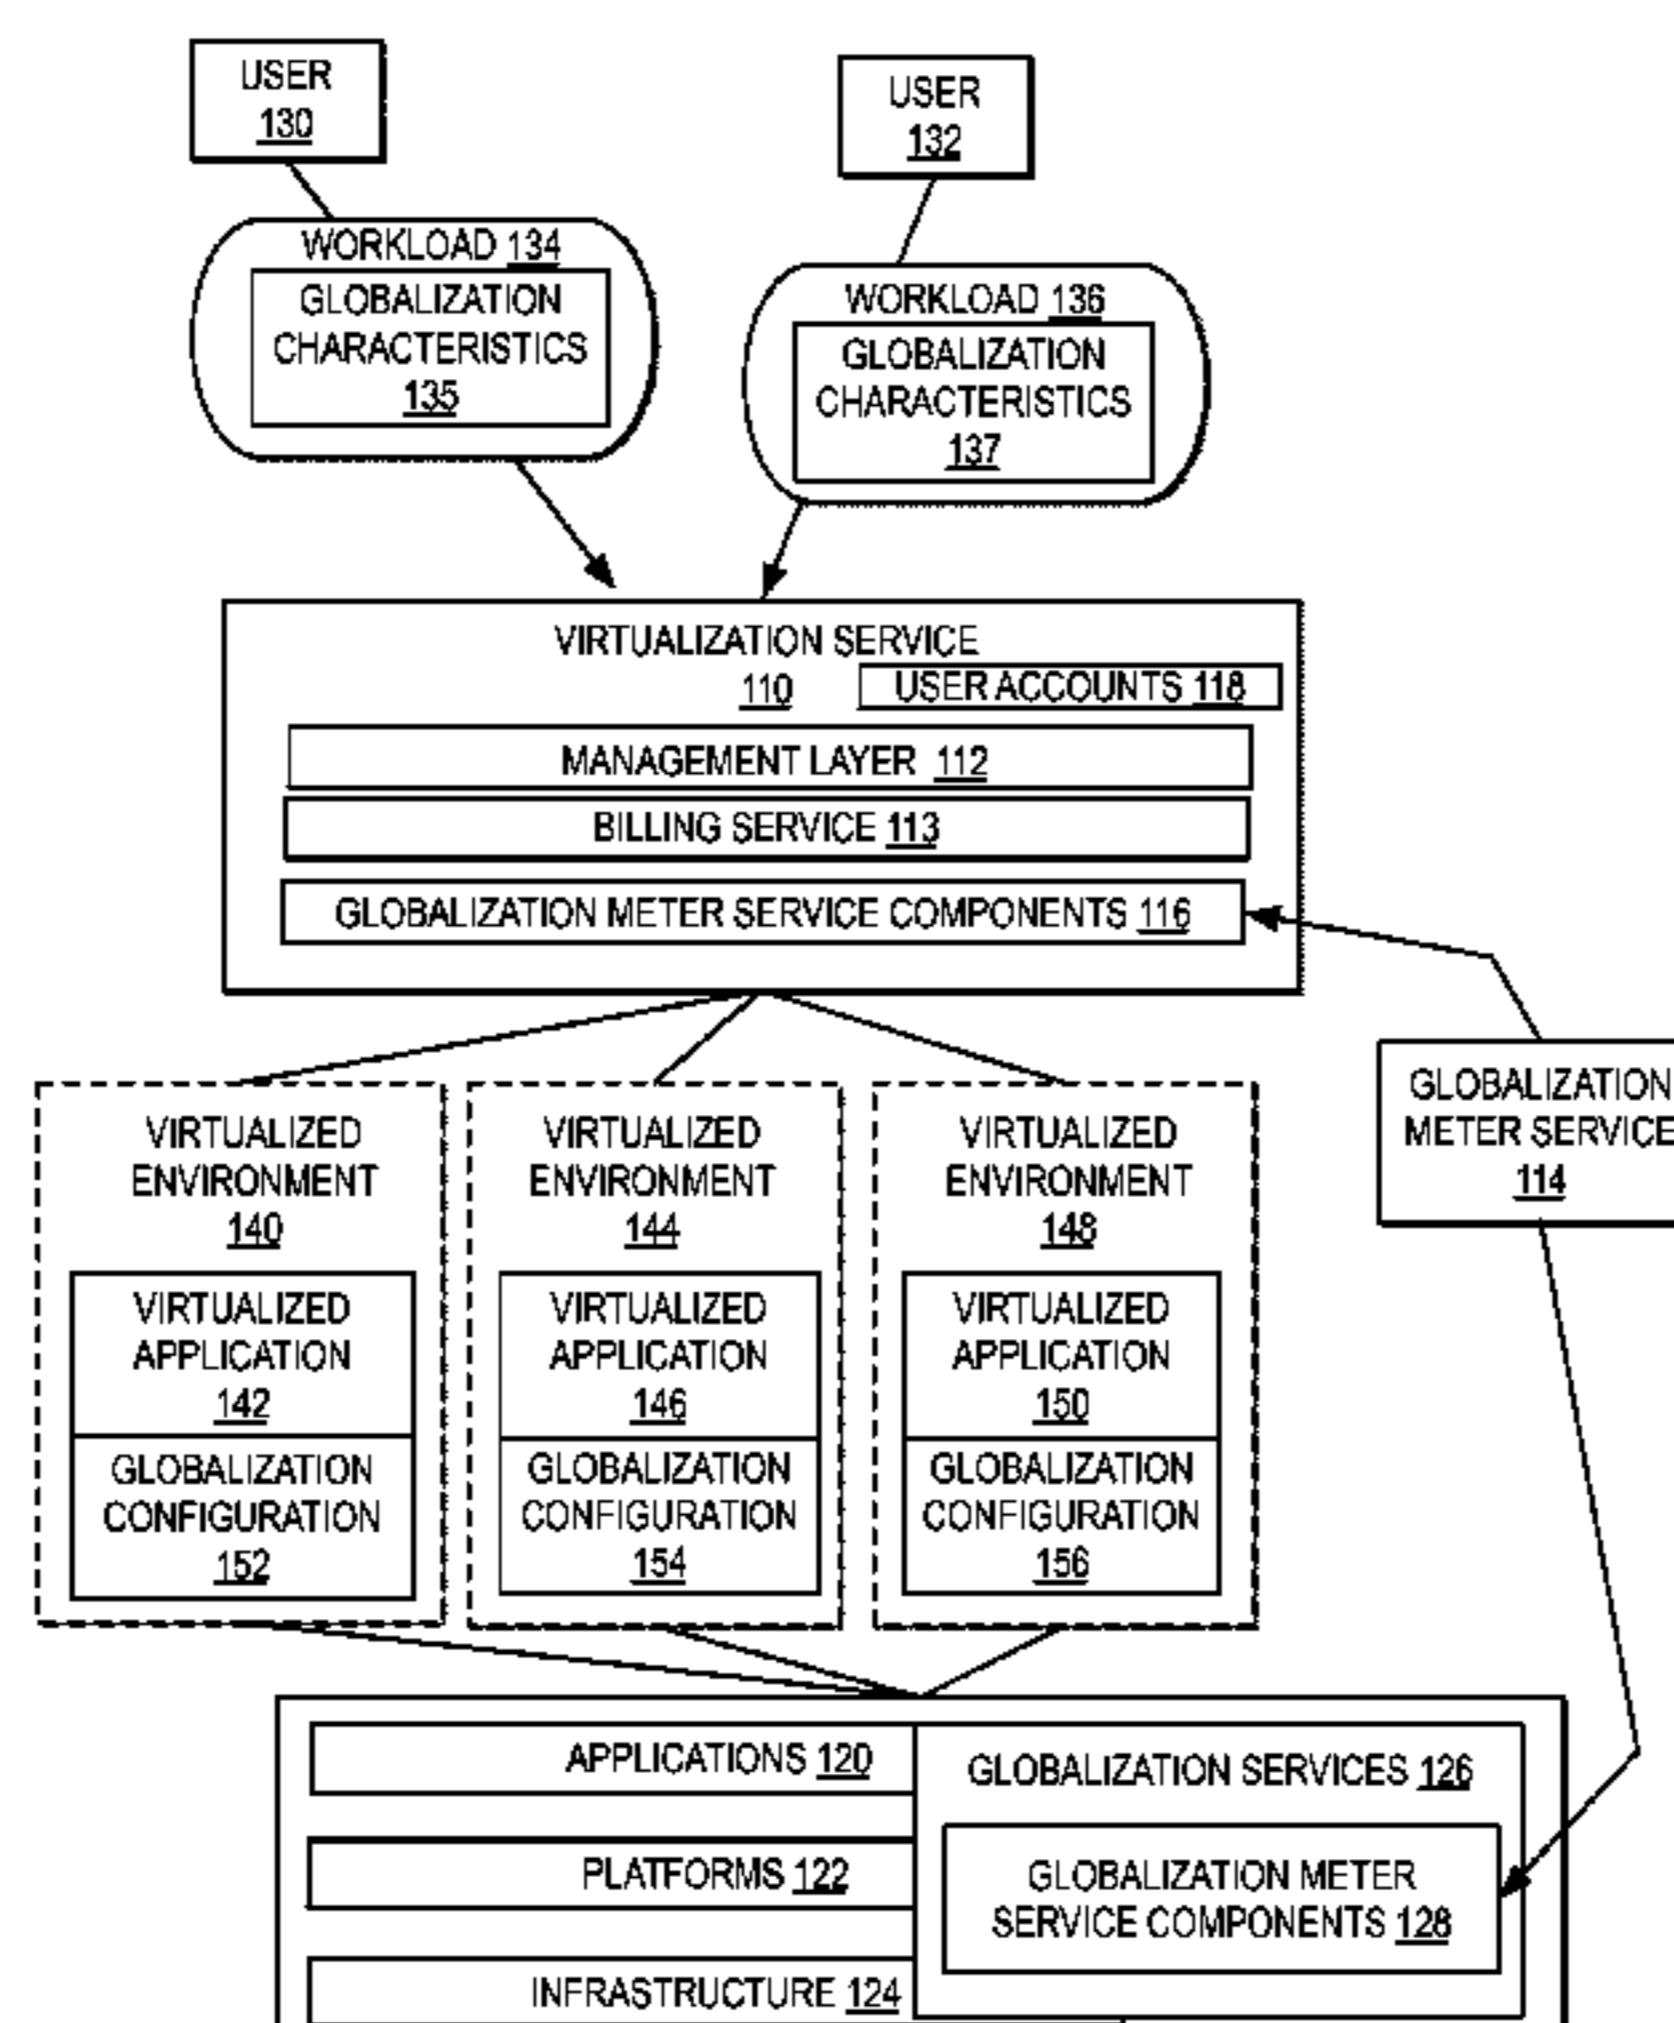 USER
130
USER
132
WORKLOAD 134
GLOBALIZATION
CHARACTERISTICS
135
WORKLOAD 136
GLOBALIZATION
CHARACTERISTICS
137
VIRTUALIZATION SERVICE
110
USER ACCOUNTS 118
MANAGEMENT LAYER 112
BILLING SERVICE 113
GLOBALIZATION METER SERVICE COMPONENTS 116
GLOBALIZATION
METER SERVICE
114
VIRTUALIZED
ENVIRONMENT
140
VIRTUALIZED
APPLICATION
142
GLOBALIZATION
CONFIGURATION
152
VIRTUALIZED
ENVIRONMENT
144
VIRTUALIZED
APPLICATION
146
GLOBALIZATION
CONFIGURATION
154
VIRTUALIZED
ENVIRONMENT
148
VIRTUALIZED
APPLICATION
150
GLOBALIZATION
CONFIGURATION
156
APPLICATIONS 120
PLATFORMS 122
INFRASTRUCTURE 124
GLOBALIZATION SERVICES 126
GLOBALIZATION METER
SERVICE COMPONENTS 128